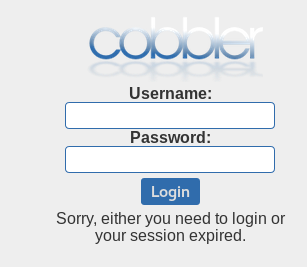 cobbler
Username:
Password:
Login
Sorry, either you need to login or
your session expired.